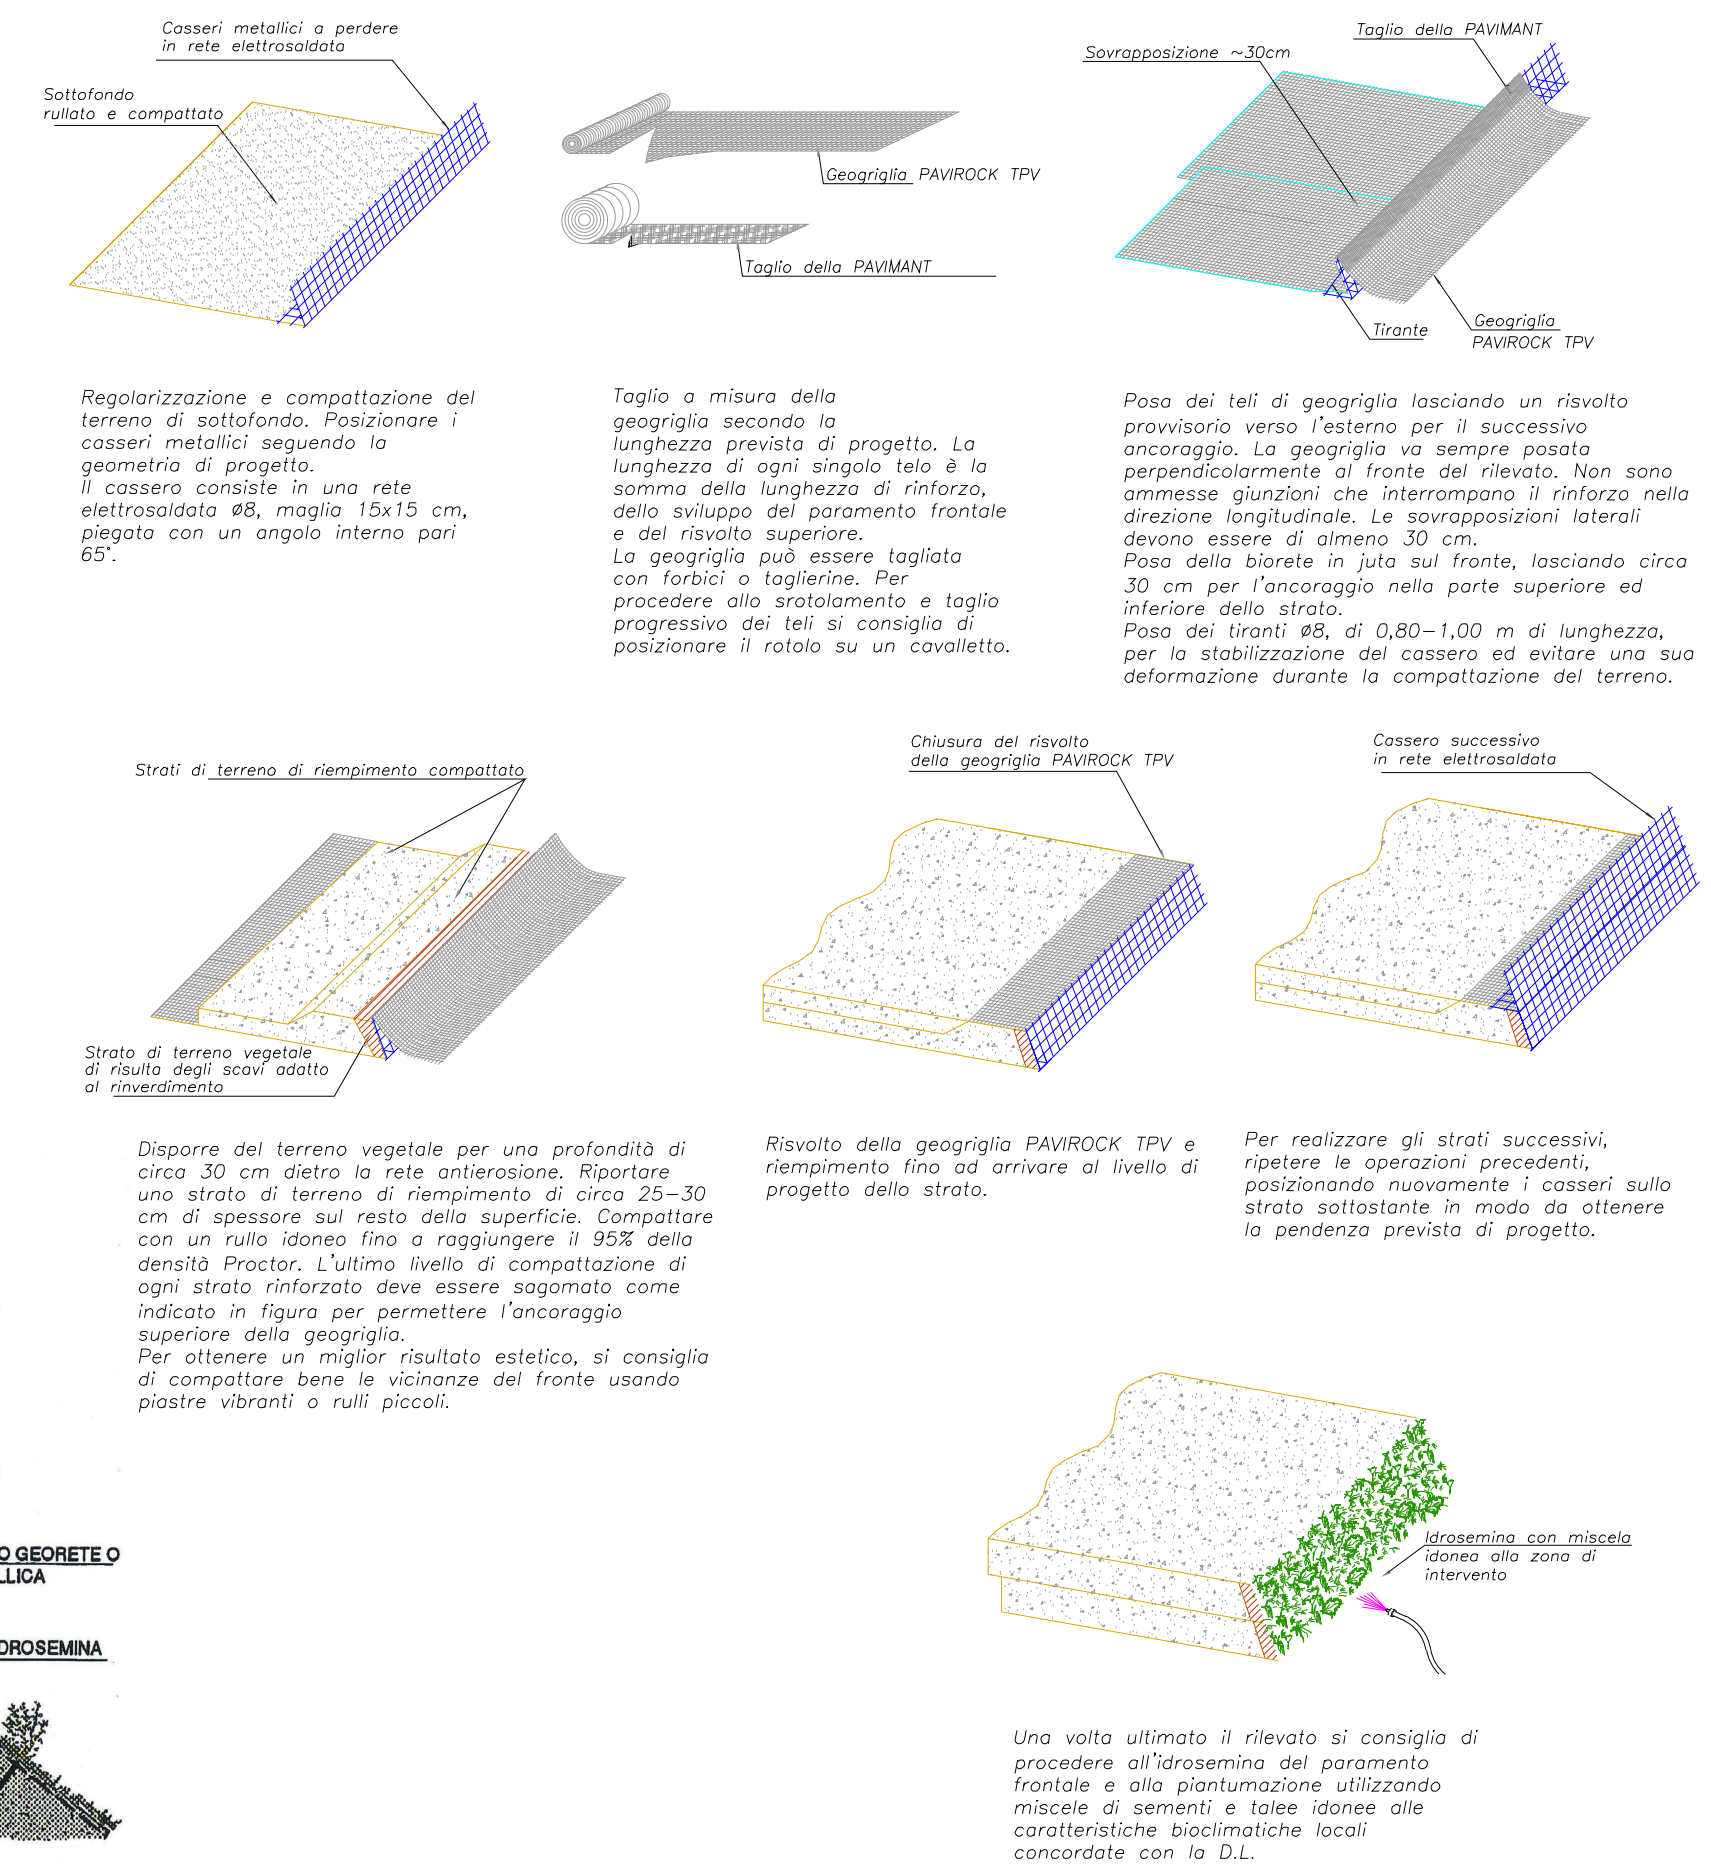 Casseri metallici a perdere
in rete elettrosaldata
Sottofondo
rullato e compattato
Regolarizzazione e compattazione del
terreno di sottofondo. Posizionare i
casseri metallici seguendo la
geometria di progetto.
Il cassero consiste in una rete
elettrosaldata ø8, maglia 15x15 cm,
piegata con un angolo interno pari
65°.
Geogriglia PAVIROCK TPV
Taglio della PAVIMANT
Taglio a misura della
geogriglia secondo la
lunghezza prevista di progetto. La
lunghezza di ogni singolo telo è la
somma della lunghezza di rinforzo,
dello sviluppo del paramento frontale
e del risvolto superiore.
La geogriglia può essere tagliata
con forbici o taglierine. Per
procedere allo srotolamento e taglio
progressivo dei teli si consiglia di
posizionare il rotolo su un cavalletto.
Taglio della PAVIMANT
Sovrapposizione ~30cm
Tirante
Geogriglia
PAVIROCK TPV
Posa dei teli di geogriglia lasciando un risvolto
provvisorio verso l'esterno per il successivo
ancoraggio. La geogriglia va sempre posata
perpendicolarmente al fronte del rilevato. Non sono
ammesse giunzioni che interrompano il rinforzo nella
direzione longitudinale. Le sovrapposizioni laterali
devono essere di almeno 30 cm.
Posa della biorete in juta sul fronte, lasciando circa
30 cm per l'ancoraggio nella parte superiore ed
inferiore dello strato.
Posa dei tiranti ø8, di 0,80-1,00 m di lunghezza,
per la stabilizzazione del cassero ed evitare una sua
deformazione durante la compattazione del terreno.
Strati di terreno di riempimento compattato
Strato di terreno vegetale
di risulta degli scavi adatto
al rinverdimento
Disporre del terreno vegetale per una profondità di
circa 30 cm dietro la rete antierosione. Riportare
uno strato di terreno di riempimento di circa 25-30
cm di spessore sul resto della superficie. Compattare
con un rullo idoneo fino a raggiungere il 95% della
densità Proctor. L'ultimo livello di compattazione di
ogni strato rinforzato deve essere sagomato come
indicato in figura per permettere l'ancoraggio
superiore della geogriglia.
Per ottenere un miglior risultato estetico, si consiglia
di compattare bene le vicinanze del fronte usando
piastre vibranti o rulli piccoli.
Chiusura del risvolto
della geogriglia PAVIROCK TPV
Risvolto della geogriglia PAVIROCK TPV e
riempimento fino ad arrivare al livello di
progetto dello strato.
Cassero successivo
in rete elettrosaldata
Per realizzare gli strati successivi,
ripetere le operazioni precedenti,
posizionando nuovamente i casseri sullo
strato sottostante in modo da ottenere
la pendenza prevista di progetto.
O GEORETE O
LLICA
DROSEMINA
Idrosemina con miscela
idonea alla zona di
intervento
Una volta ultimato il rilevato si consiglia di
procedere all'idrosemina del paramento
frontale e alla piantumazione utilizzando
miscele di sementi e talee idonee alle
caratteristiche bioclimatiche locali
concordate con la D.L.